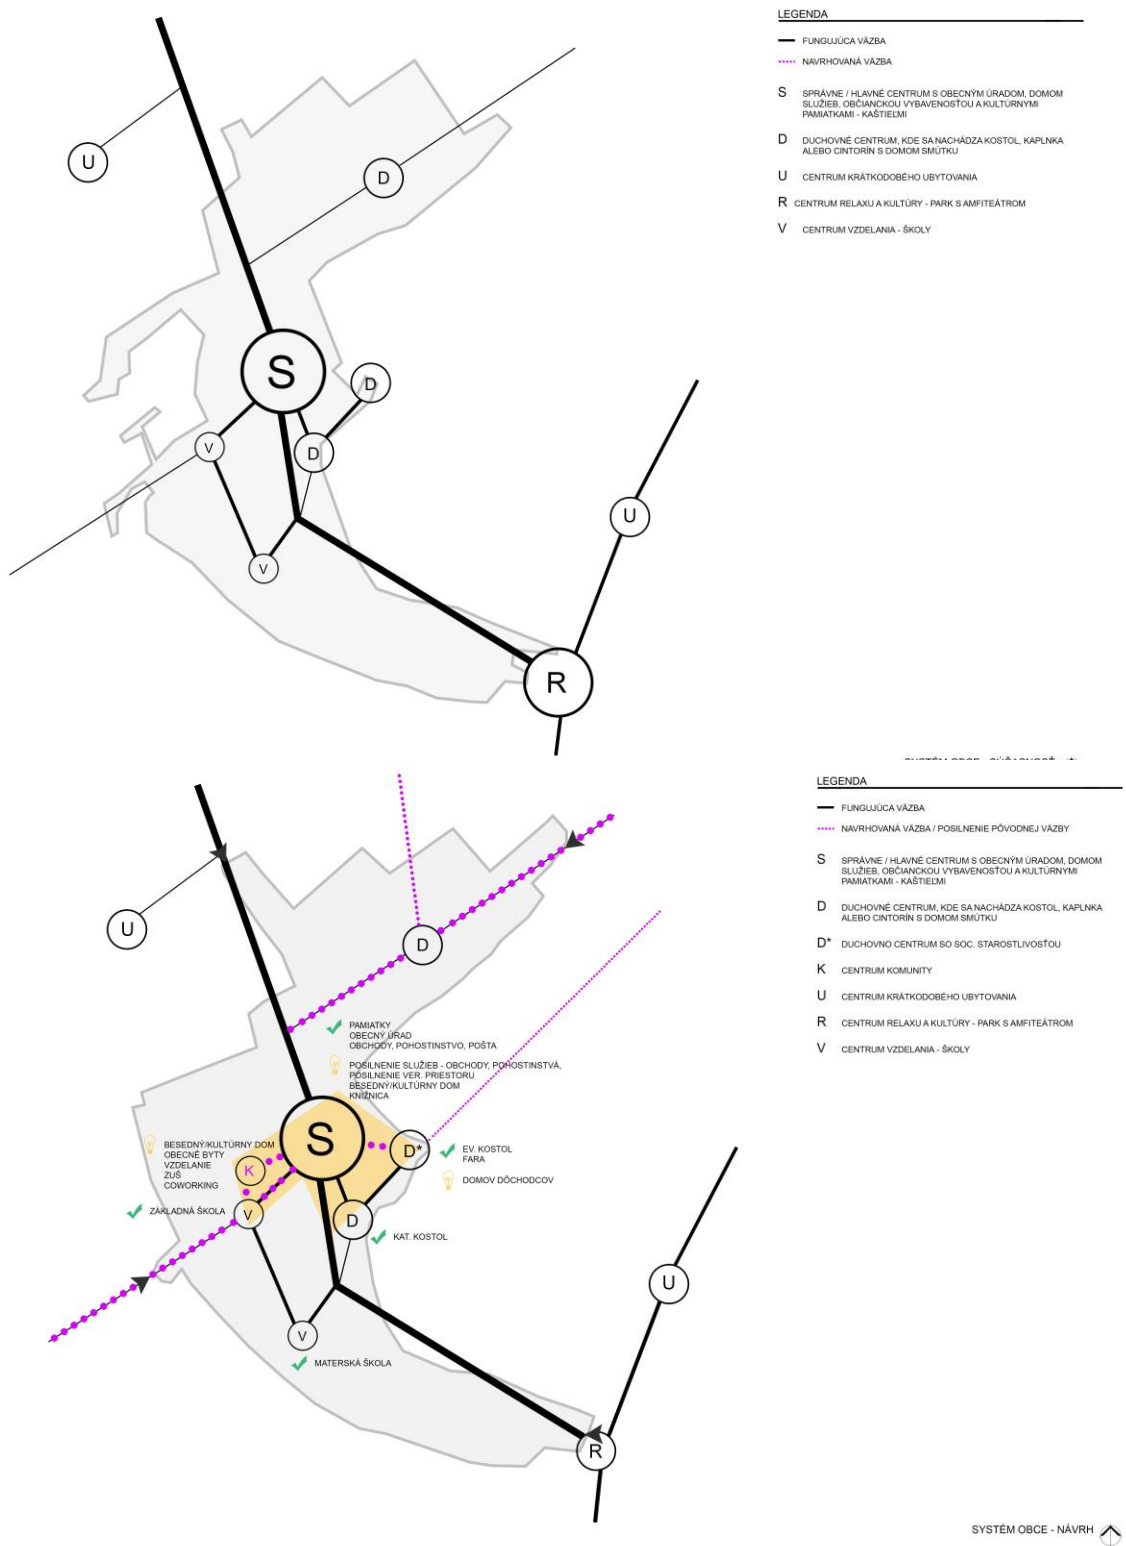 LEGENDA
FUNGUJÚCA VÄZBA
NAVRHOVANÁ VÄZBA
S SPRÁVNE / HLAVNÉ CENTRUM S OBECNÝM ÚRADOM, DOMOM
SLUŽIEB, OBČIANCKOU VYBAVENOSŤOU A KULTÚRNYMI
PAMIATKAMI - KAŠTIEĽMI
D DUCHOVNÉ CENTRUM, KDE SA NACHÁDZA KOSTOL, KAPLNKA
ALEBO CINTORÍN S DOMOM SMÚTKU
U CENTRUM KRÁTKODOBÉHO UBYTOVANIA
R CENTRUM RELAXU A KULTÚRY - PARK S AMFITEÁTROM
V CENTRUM VZDELANIA - ŠKOLY
U
D
S
D
V
D
U
V
R
LEGENDA
FUNGUJÚCA VÄZBA
NAVRHOVANÁ VÄZBA / POSILNENIE PÔVODNEJ VÄZBY
S SPRÁVNE / HLAVNÉ CENTRUM S OBECNÝM ÚRADOM, DOMOM
SLUŽIEB, OBČIANCKOU VYBAVENOSŤOU A KULTÚRNYMI
PAMIATKAMI - KAŠTIEĽMI
D DUCHOVNÉ CENTRUM, KDE SA NACHÁDZA KOSTOL, KAPLNKA
ALEBO CINTORÍN S DOMOM SMÚTKU
D* DUCHOVNO CENTRUM SO SOC. STAROSTLIVOSŤOU
K CENTRUM KOMUNITY
U CENTRUM KRÁTKODOBÉHO UBYTOVANIA
R CENTRUM RELAXU A KULTÚRY - PARK S AMFITEÁTROM
V CENTRUM VZDELANIA - ŠKOLY
U
D
PAMIATKY
OBECNÝ ÚRAD
OBCHODY, POHOSTINSTVO, POŠTA
POSILNENIE SLUŽIEB - OBCHODY, POHOSTINSTVÁ,
POSILNENIE VER. PRIESTORU
BESEDNÝ/KULTÚRNY DOM
KNIŽNICA
S
BESEDNÝ/KULTÚRNY DOM
OBECNÉ BYTY
VZDELANIE
ZUŠ
COWORKING
K
D*
EV. KOSTOL
FARA
DOMOV DÔCHODCOV
ZÁKLADNÁ ŠKOLA
V
D
KAT. KOSTOL
U
V
MATERSKÁ ŠKOLA
R
SYSTÉM OBCE - NÁVRH